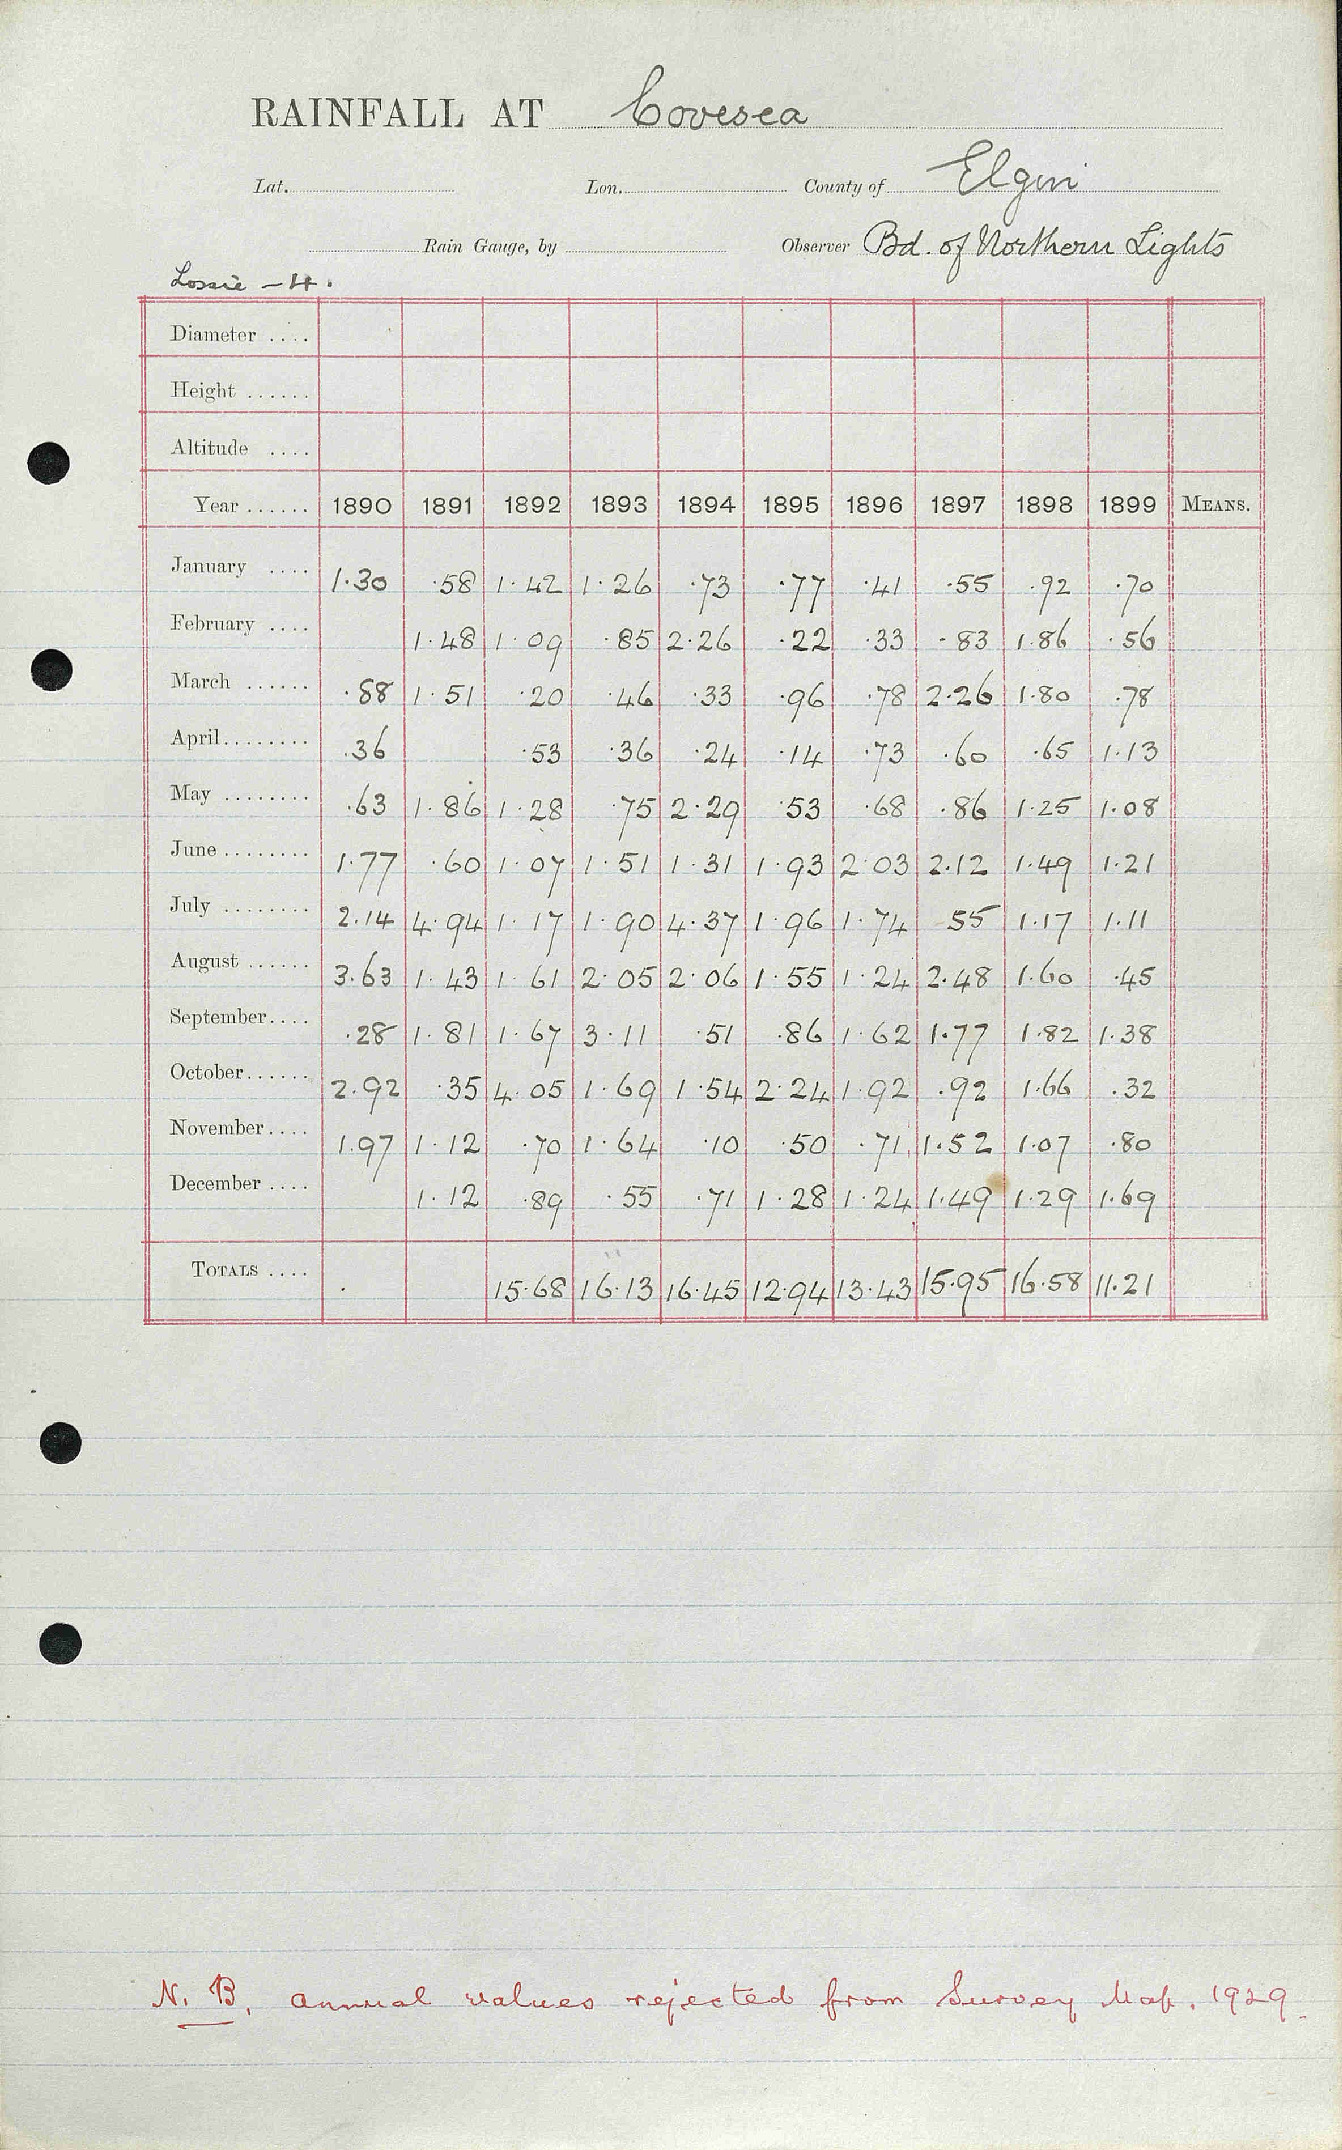 RAINFALL AT Covesea
Lat. Lon. County of Elgin
Rain Gauge, by Observer Bd. of Northern Lights
Lossie - 4.
Diameter ....
Height ......
Altitude ....
Year ...... 1890 1891 1892 1893 1894 1895 1896 1897 1898 1899 MEANS.
January .... 1.30 .58 1.42 1.26 .73 .77 .41 .55 .92 .70
February .... 1.48 1.09 .85 2.26 .22 .33 .83 1.86 .56
March ...... .88 1.51 .20 .46 .33 .96 .78 2.26 1.80 .78
April........ .36 .53 .36 .24 .14 .73 .60 .65 1.13
May ........ .63 1.86 1.28 .75 2.29 .53 .68 .86 1.25 1.08
June ........ 1.77 .60 1.07 1.51 1.31 1.93 2.03 2.12 1.49 1.21
July ........ 2.14 4.94 1.17 1.90 4.37 1.96 1.74 .55 1.17 1.11
August ...... 3.63 1.43 1.61 2.05 2.06 1.55 1.24 2.48 1.60 .45
September.... .28 1.81 1.67 3.11 .51 .86 1.62 1.77 1.82 1.38
October...... 2.92 .35 4.05 1.69 1.54 2.24 1.92 .92 1.66 .32
November.... 1.97 1.12 .70 1.64 .10 .50 .71 1.52 1.07 .80
December .... 1.12 .89 .55 .71 1.28 1.24 1.49 1.29 1.69
TOTALS .... 15.68 16.13 16.45 12.94 13.43 15.95 16.58 11.21
N. B. annual values rejected from Survey Map. 1929.